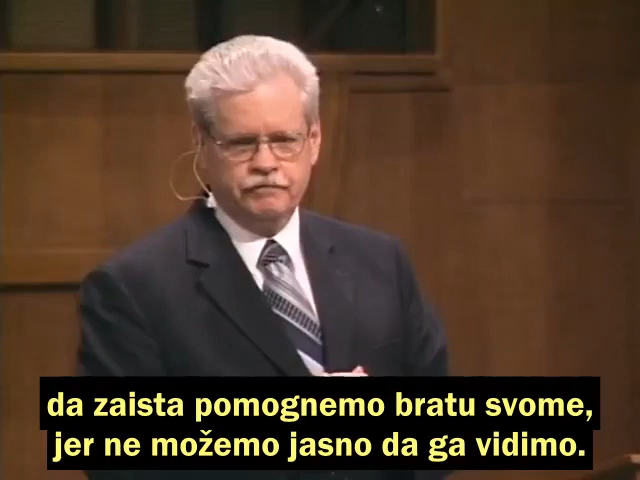 da zaista pomognemo bratu svome,
jer ne možemo jasno da ga vidimo.